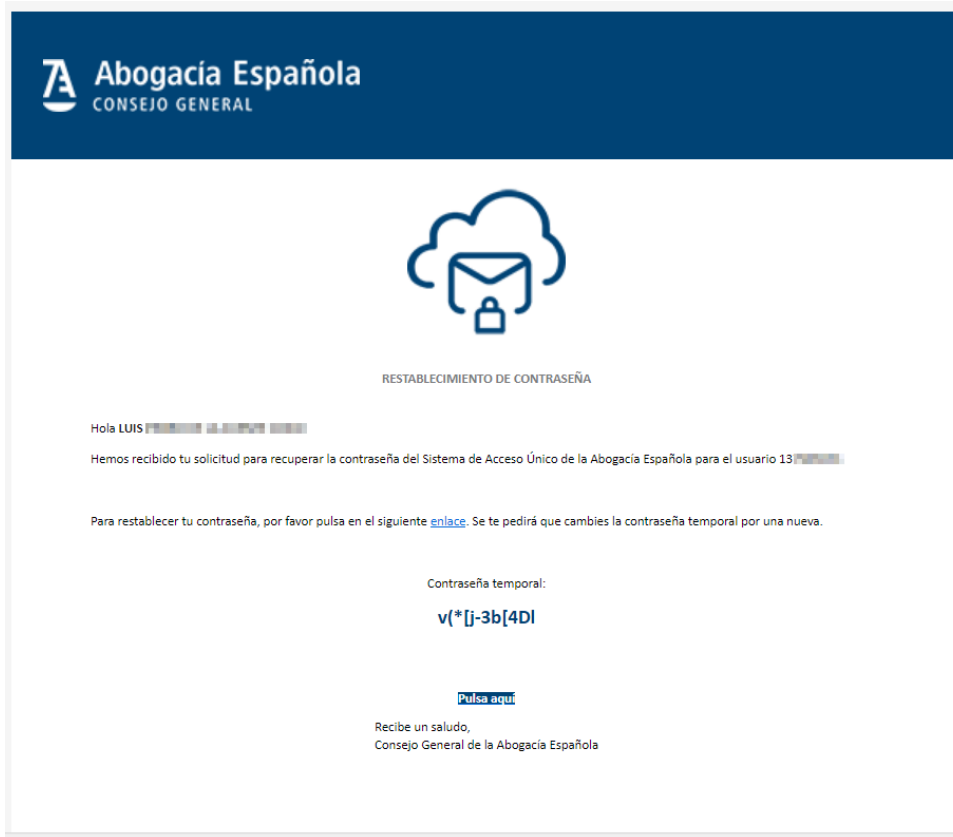 Abogacía Española
CONSEJO GENERAL
RESTABLECIMIENTO DE CONTRASEÑA
Hola LUIS
Hemos recibido tu solicitud para recuperar la contraseña del Sistema de Acceso Único de la Abogacía Española para el usuario 13
Para restablecer tu contraseña, por favor pulsa en el siguiente enlace. Se te pedirá que cambies la contraseña temporal por una nueva.
Contraseña temporal:
v(*[j-3b[4Dl
Pulsa aquí
Recibe un saludo,
Consejo General de la Abogacía Española